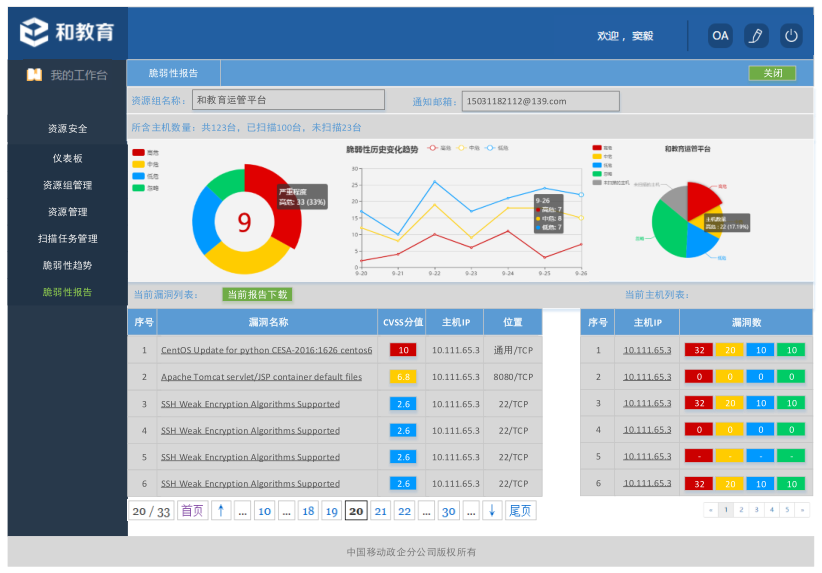 和教育
欢迎，窦毅
OA
我的工作台
脆弱性报告
关闭
资源组名称：
和教育运管平台
通知邮箱：
15031182112@139.com
资源安全
所含主机数量：共123台，已扫描100台，未扫描23台
仪表板
资源组管理
资源管理
扫描任务管理
脆弱性趋势
脆弱性报告
高危
中危
低危
忽略
9
严重程度
高危: 33 (33%)
脆弱性历史变化趋势
高危
中危
低危
30
25
20
15
10
5
0
9-20
9-21
9-22
9-23
9-24
9-25
9-26
9-26
高危: 7
中危: 8
低危: 7
高危
中危
低危
忽略
未扫描的主机
和教育运管平台
未扫描的主机
高危
忽略
低危
主机数量
高危 : 22 (17.19%)
当前漏洞列表：
当前报告下载
当前主机列表：
序号 漏洞名称 CVSS分值 主机IP 位置
1 CentOS Update for python CESA-2016:1626 centos6 10 10.111.65.3 通用/TCP
2 Apache Tomcat servlet/JSP container default files 6.8 10.111.65.3 8080/TCP
3 SSH Weak Encryption Algorithms Supported 2.6 10.111.65.3 22/TCP
4 SSH Weak Encryption Algorithms Supported 2.6 10.111.65.3 22/TCP
5 SSH Weak Encryption Algorithms Supported 2.6 10.111.65.3 22/TCP
6 SSH Weak Encryption Algorithms Supported 2.6 10.111.65.3 22/TCP
20 / 33 首页 ↑ ... 10 ... 18 19 20 21 22 ... 30 ... ↓ 尾页
序号 主机IP 漏洞数
1 10.111.65.3 32 20 10 10
2 10.111.65.3 0 0 0 0
3 10.111.65.3 32 20 10 10
4 10.111.65.3 0 0 0 0
5 10.111.65.3 - - - -
6 10.111.65.3 32 20 10 10
« 1 2 3 4 5 »
中国移动政企分公司版权所有